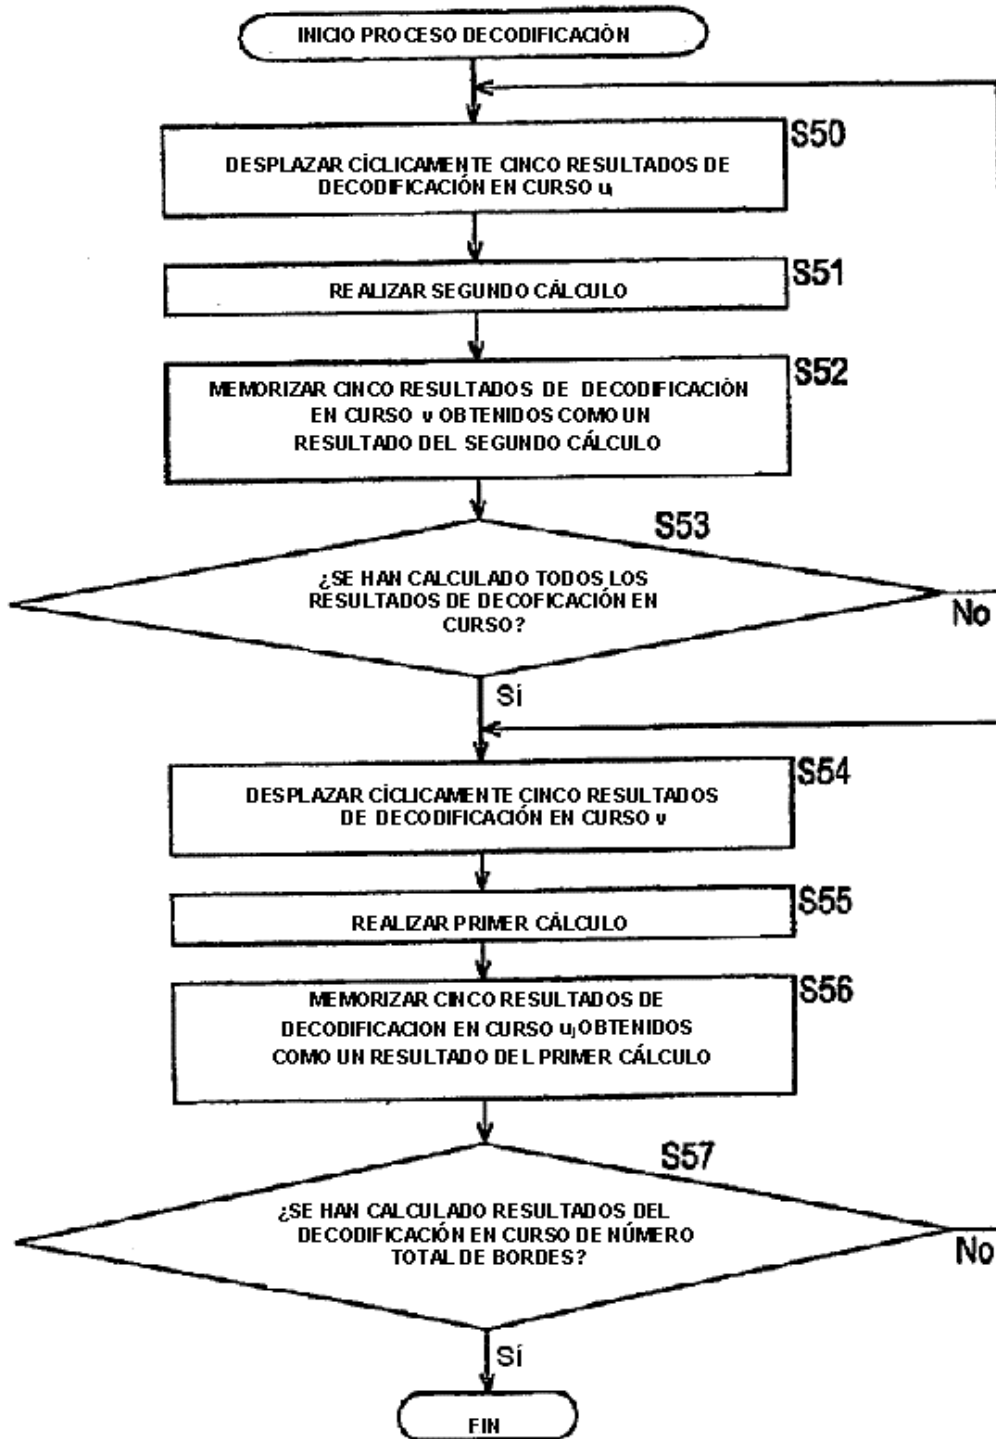 INICIO PROCESO DECODIFICACIÓN
S50
DESPLAZAR CÍCLICAMENTE CINCO RESULTADOS DE
DECODIFICACIÓN EN CURSO uⱼ
S51
REALIZAR SEGUNDO CÁLCULO
S52
MEMORIZAR CINCO RESULTADOS DE DECODIFICACIÓN
EN CURSO v OBTENIDOS COMO UN
RESULTADO DEL SEGUNDO CÁLCULO
S53
¿SE HAN CALCULADO TODOS LOS
RESULTADOS DE DECOFICACIÓN EN
CURSO?
No
Sí
S54
DESPLAZAR CÍCLICAMENTE CINCO RESULTADOS
DE DECODIFICACIÓN EN CURSO v
S55
REALIZAR PRIMER CÁLCULO
S56
MEMORIZAR CINCO RESULTADOS DE
DECODIFICACION EN CURSO uⱼ OBTENIDOS
COMO UN RESULTADO DEL PRIMER CÁLCULO
S57
¿SE HAN CALCULADO RESULTADOS DEL
DECODIFICACIÓN EN CURSO DE NÚMERO
TOTAL DE BORDES?
No
Sí
FIN